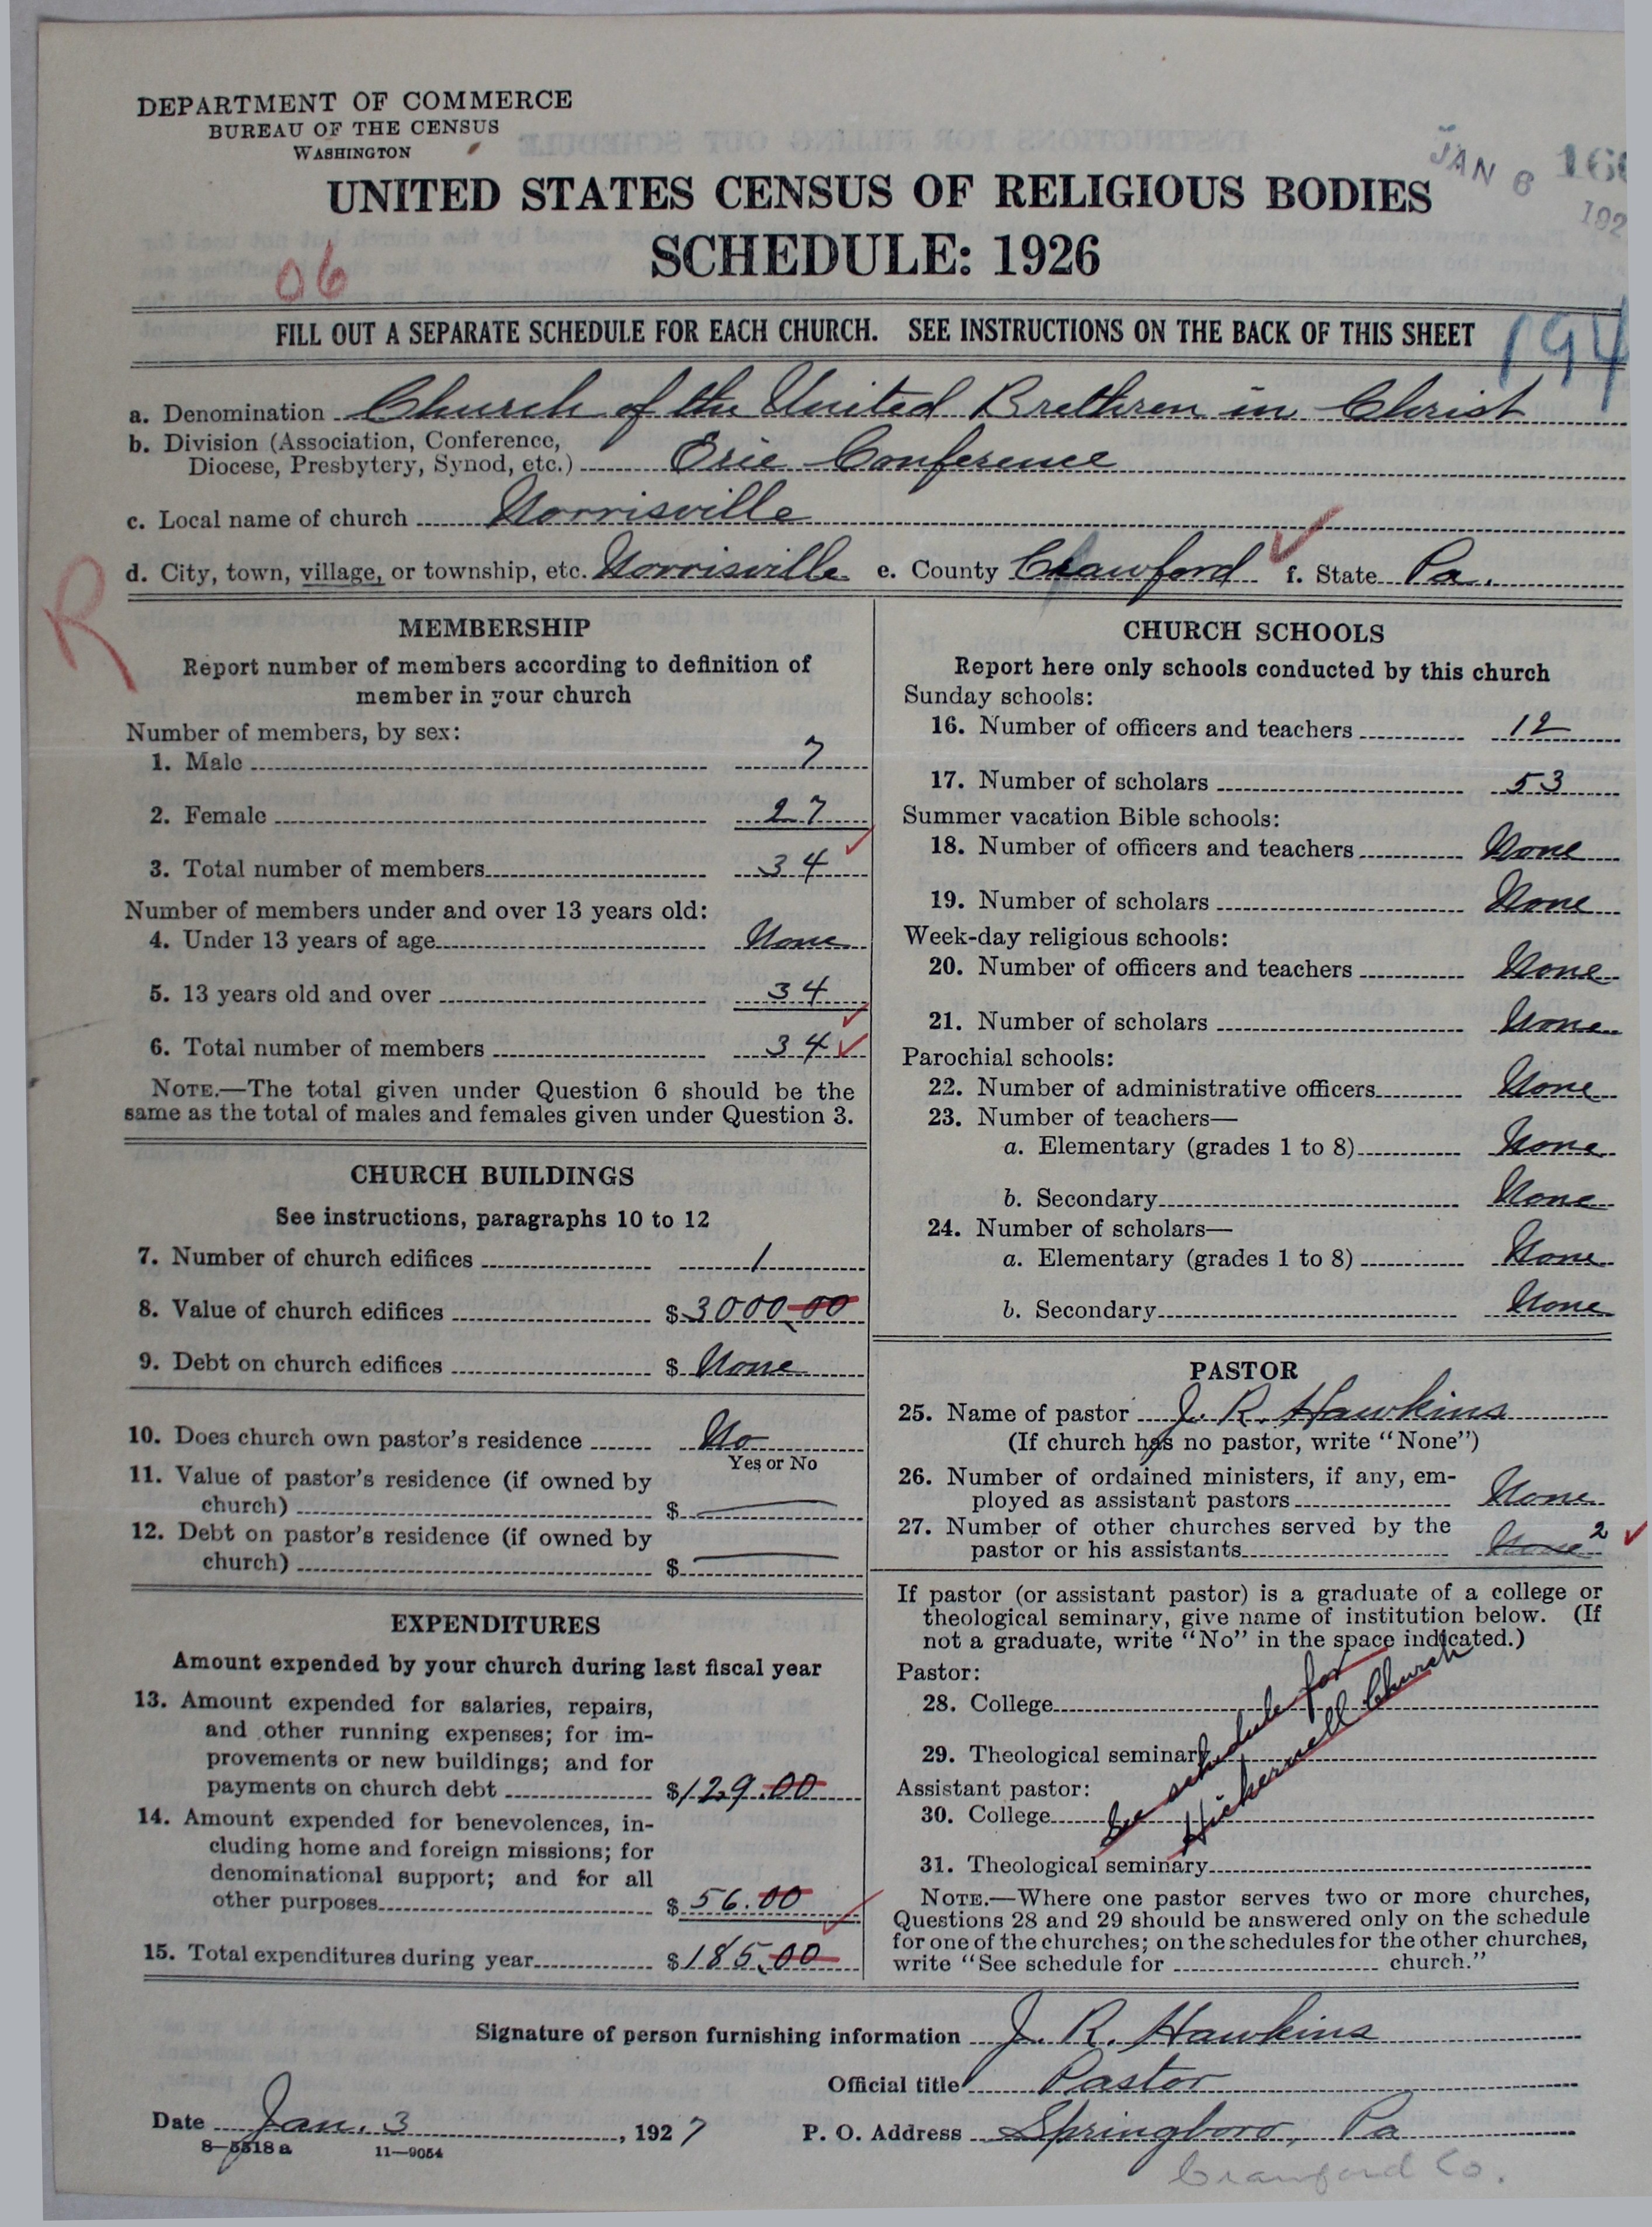 DEPARTMENT OF COMMERCE
BUREAU OF THE CENSUS
WASHINGTON
JAN 6
UNITED STATES CENSUS OF RELIGIOUS BODIES
SCHEDULE: 1926
06
FILL OUT A SEPARATE SCHEDULE FOR EACH CHURCH. SEE INSTRUCTIONS ON THE BACK OF THIS SHEET
194
a. Denomination Church of the United Brethren in Christ
b. Division (Association, Conference,
Diocese, Presbytery, Synod, etc.) Erie Conference
c. Local name of church Norrisville
d. City, town, village, or township, etc. Norrisville e. County Crawford f. State Pa.
R
MEMBERSHIP
Report number of members according to definition of
member in your church
Number of members, by sex:
1. Male 7
2. Female 27
3. Total number of members 34
Number of members under and over 13 years old:
4. Under 13 years of age None
5. 13 years old and over 34
6. Total number of members 34
NOTE.—The total given under Question 6 should be the
same as the total of males and females given under Question 3.
CHURCH BUILDINGS
See instructions, paragraphs 10 to 12
7. Number of church edifices 1
8. Value of church edifices $3000.00
9. Debt on church edifices $ None
10. Does church own pastor's residence No
Yes or No
11. Value of pastor's residence (if owned by
church) $
12. Debt on pastor's residence (if owned by
church) $
EXPENDITURES
Amount expended by your church during last fiscal year
13. Amount expended for salaries, repairs,
and other running expenses; for im-
provements or new buildings; and for
payments on church debt $129.00
14. Amount expended for benevolences, in-
cluding home and foreign missions; for
denominational support; and for all
other purposes $56.00
15. Total expenditures during year $185.00
CHURCH SCHOOLS
Report here only schools conducted by this church
Sunday schools:
16. Number of officers and teachers 12
17. Number of scholars 53
Summer vacation Bible schools:
18. Number of officers and teachers None
19. Number of scholars None
Week-day religious schools:
20. Number of officers and teachers None
21. Number of scholars None
Parochial schools:
22. Number of administrative officers None
23. Number of teachers—
a. Elementary (grades 1 to 8) None
b. Secondary None
24. Number of scholars—
a. Elementary (grades 1 to 8) None
b. Secondary None
PASTOR
25. Name of pastor J. R. Hawkins
(If church has no pastor, write "None")
26. Number of ordained ministers, if any, em-
ployed as assistant pastors None
27. Number of other churches served by the
pastor or his assistants None 2
If pastor (or assistant pastor) is a graduate of a college or
theological seminary, give name of institution below. (If
not a graduate, write "No" in the space indicated.)
Pastor:
28. College
29. Theological seminary
Assistant pastor:
30. College
31. Theological seminary
See schedule for
Hickernell Church
NOTE.—Where one pastor serves two or more churches,
Questions 28 and 29 should be answered only on the schedule
for one of the churches; on the schedules for the other churches,
write "See schedule for church."
Signature of person furnishing information J. R. Hawkins
Official title Pastor
Date Jan. 3, 1927 P. O. Address Springboro, Pa
8—5518a 11—9054
Crawford Co.